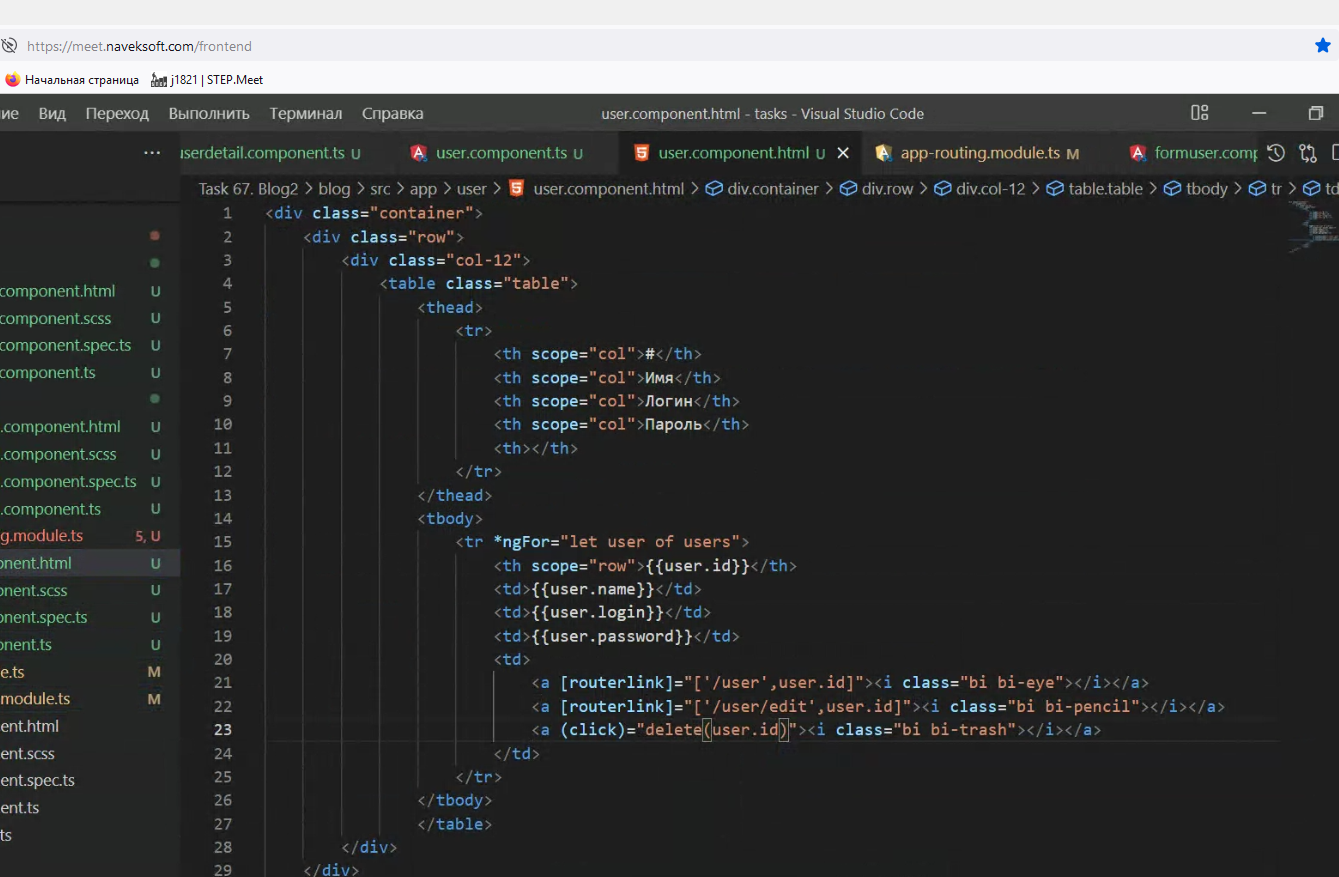 https://meet.naveksoft.com/frontend
Начальная страница j1821 | STEP.Meet
Вид Переход Выполнить Терминал Справка user.component.html - tasks - Visual Studio Code
··· userdetail.component.ts U user.component.ts U user.component.html U app-routing.module.ts M formuser.comp
Task 67. Blog2 > blog > src > app > user > user.component.html > div.container > div.row > div.col-12 > table.table > tbody > tr > td
1 <div class="container">
2 <div class="row">
3 <div class="col-12">
4 <table class="table">
component.html U
5 <thead>
component.scss U
6 <tr>
component.spec.ts U
7 <th scope="col">#</th>
component.ts U
8 <th scope="col">Имя</th>
9 <th scope="col">Логин</th>
.component.html U
10 <th scope="col">Пароль</th>
.component.scss U
11 <th></th>
.component.spec.ts U
12 </tr>
.component.ts U
13 </thead>
14 <tbody>
g.module.ts 5, U
15 <tr *ngFor="let user of users">
onent.html U
16 <th scope="row">{{user.id}}</th>
onent.scss U
17 <td>{{user.name}}</td>
onent.spec.ts U
18 <td>{{user.login}}</td>
onent.ts U
19 <td>{{user.password}}</td>
e.ts M
20 <td>
21 <a [routerlink]="['/user',user.id]"><i class="bi bi-eye"></i></a>
module.ts M
22 <a [routerlink]="['/user/edit',user.id]"><i class="bi bi-pencil"></i></a>
ent.html
23 <a (click)="delete(user.id)"><i class="bi bi-trash"></i></a>
ent.scss
24 </td>
ent.spec.ts
25 </tr>
ent.ts
26 </tbody>
ts
27 </table>
28 </div>
29 </div>